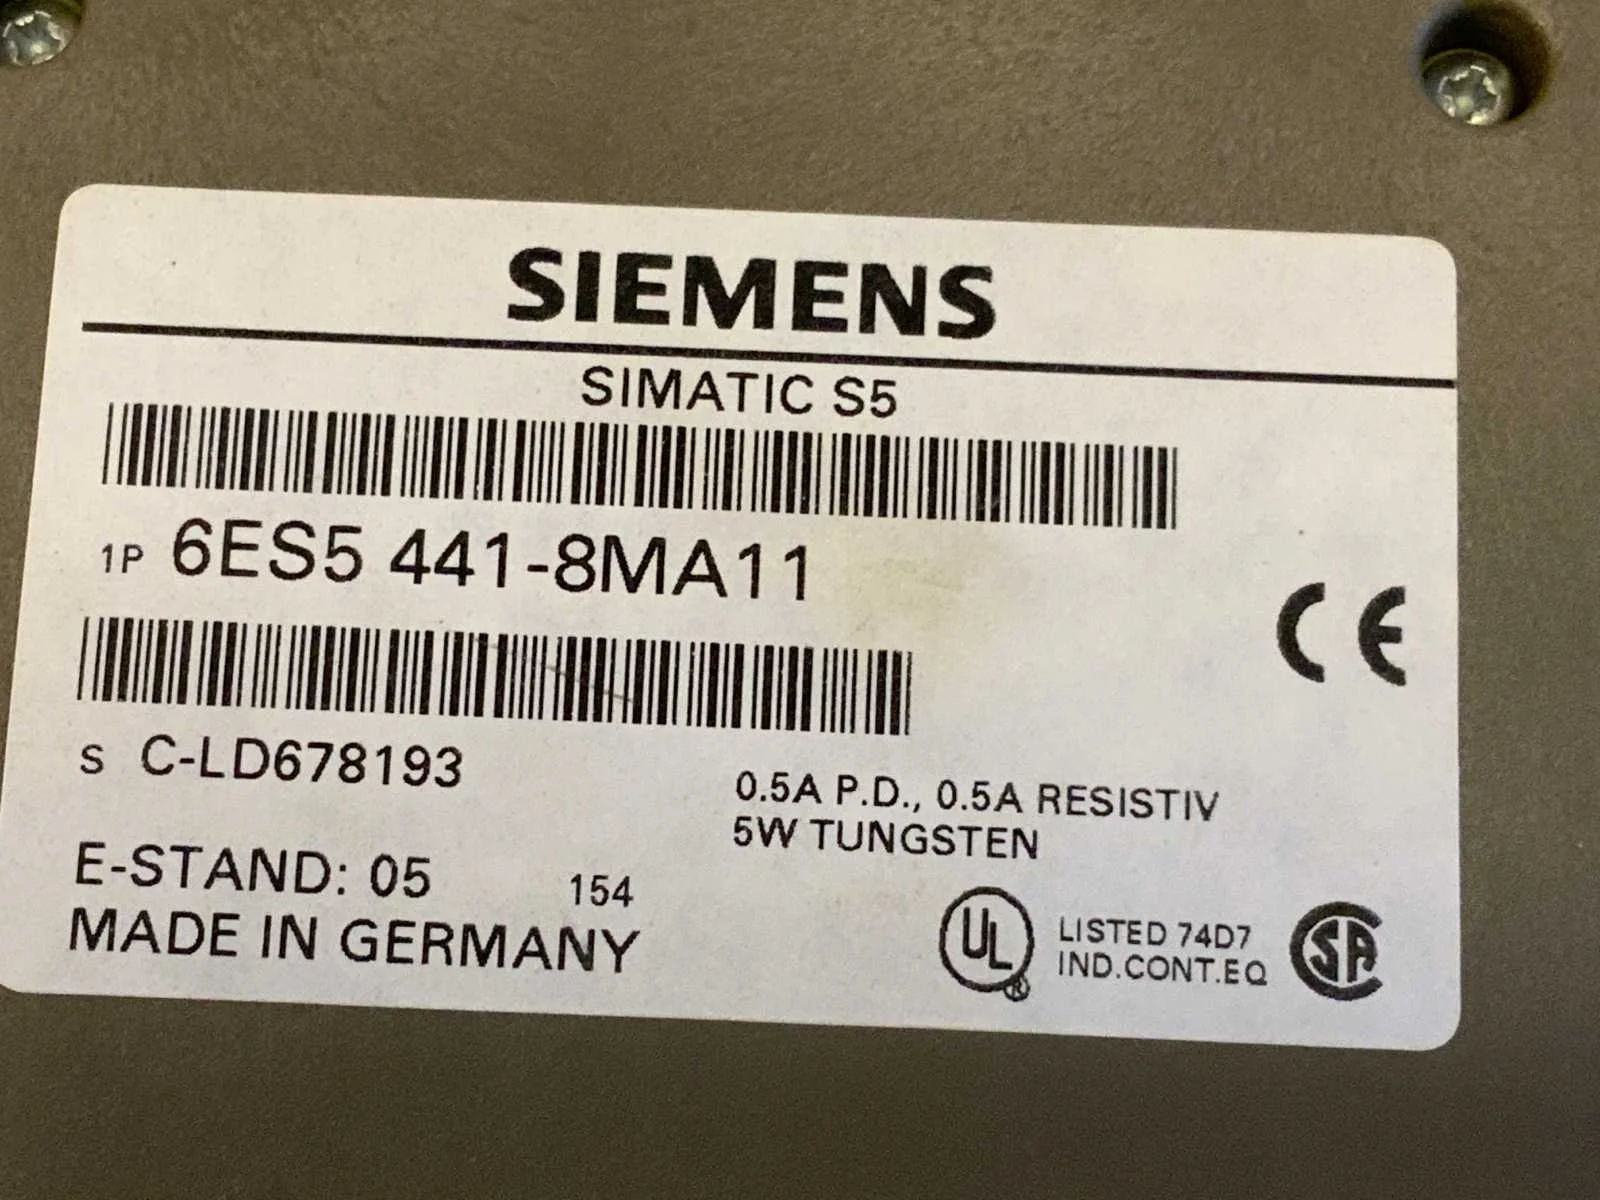 SIEMENS
SIMATIC S5
1P 6ES5 441-8MA11
S C-LD678193
0.5A P.D., 0.5A RESISTIV
5W TUNGSTEN
E-STAND: 05 154
MADE IN GERMANY
CE
UL ® LISTED 74D7 SA
IND.CONT.EQ